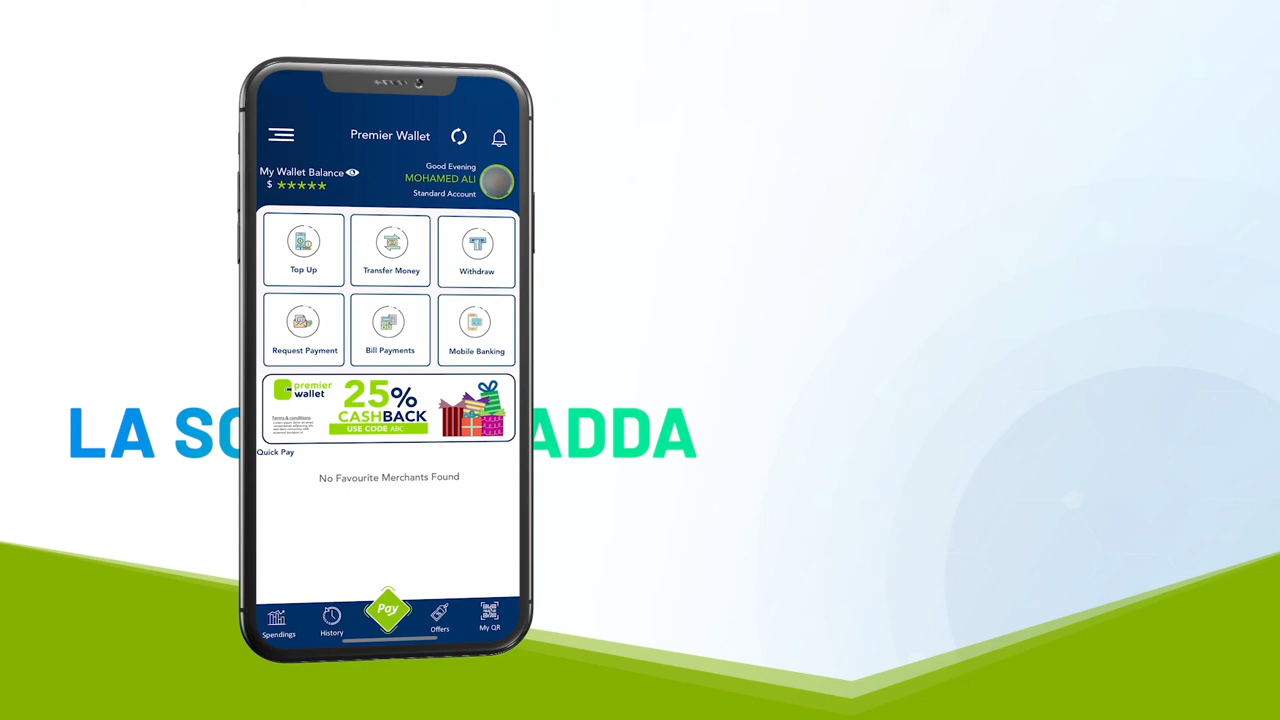 Premier Wallet
Good Evening
My Wallet Balance
MOHAMED ALI
$ *****
Standard Account
Top Up
Transfer Money
Withdraw
Request Payment
Bill Payments
Mobile Banking
premier
wallet
25%
CASHBACK
USE CODE ABC
Terms & conditions
LA SO
ADDA
Quick Pay
No Favourite Merchants Found
Pay
Spendings
History
Offers
My QR